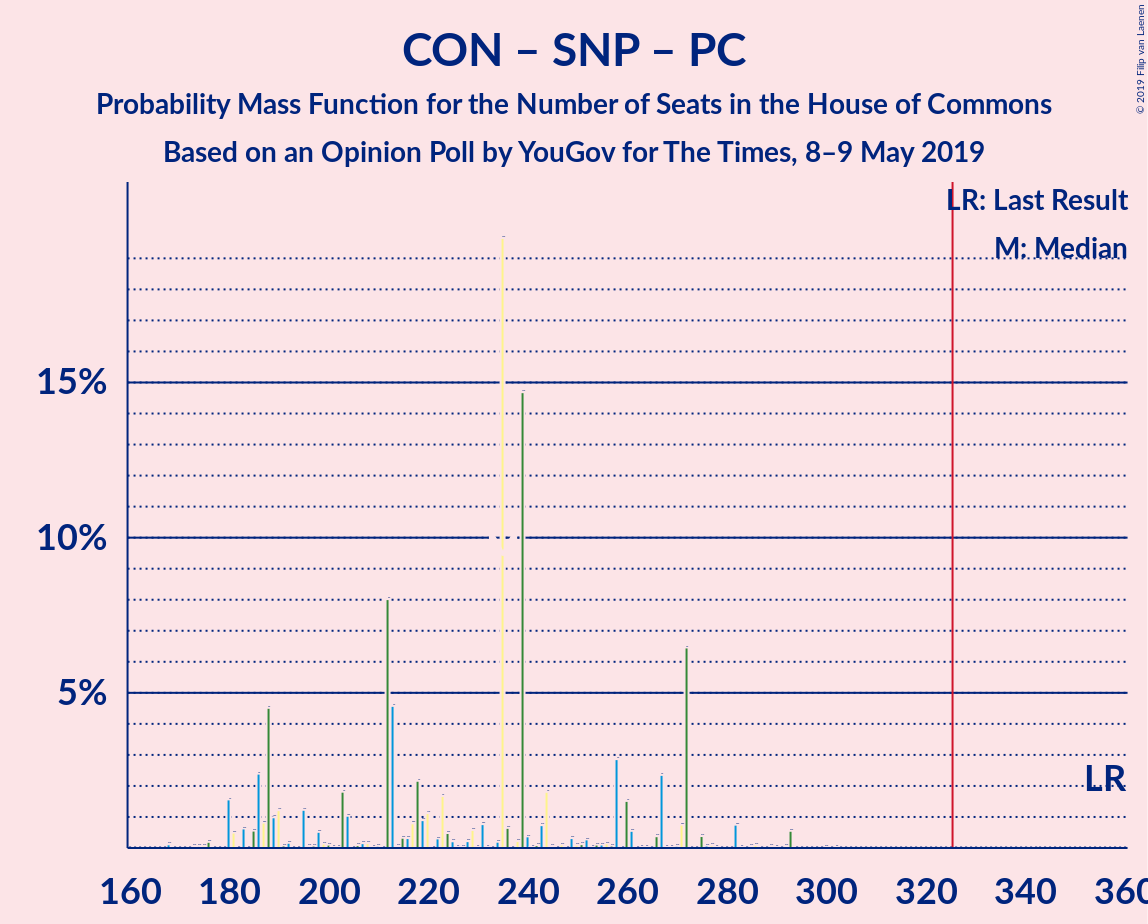 CON – SNP – PC
Probability Mass Function for the Number of Seats in the House of Commons
Based on an Opinion Poll by YouGov for The Times, 8–9 May 2019
© 2019 Filip van Laenen
LR: Last Result
M: Median
15%
10%
5%
LR
160 180 200 220 240 260 280 300 320 340 360